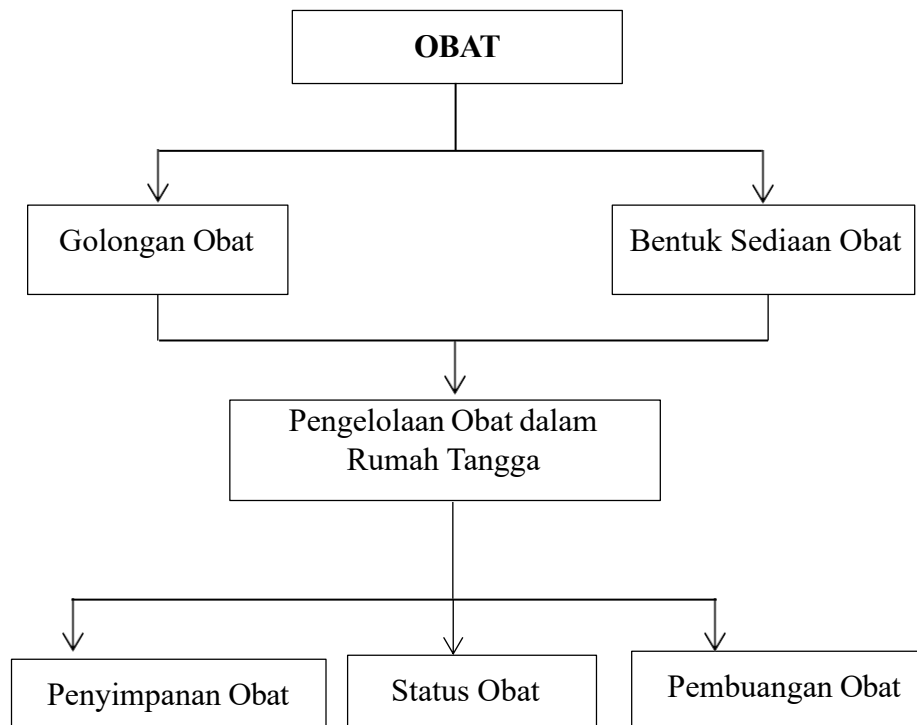 OBAT
Golongan Obat
Bentuk Sediaan Obat
Pengelolaan Obat dalam
Rumah Tangga
Penyimpanan Obat
Status Obat
Pembuangan Obat